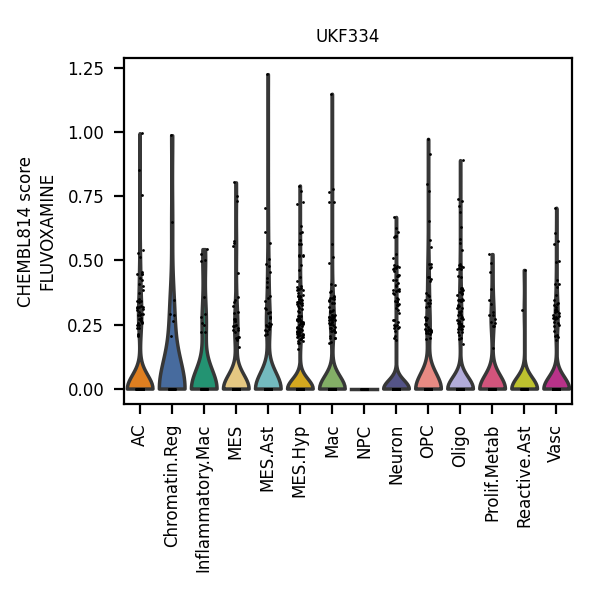 UKF334
CHEMBL814 score
FLUVOXAMINE
1.25
1.00
0.75
0.50
0.25
0.00
AC
Chromatin.Reg
Inflammatory.Mac
MES
MES.Ast
MES.Hyp
Mac
NPC
Neuron
OPC
Oligo
Prolif.Metab
Reactive.Ast
Vasc